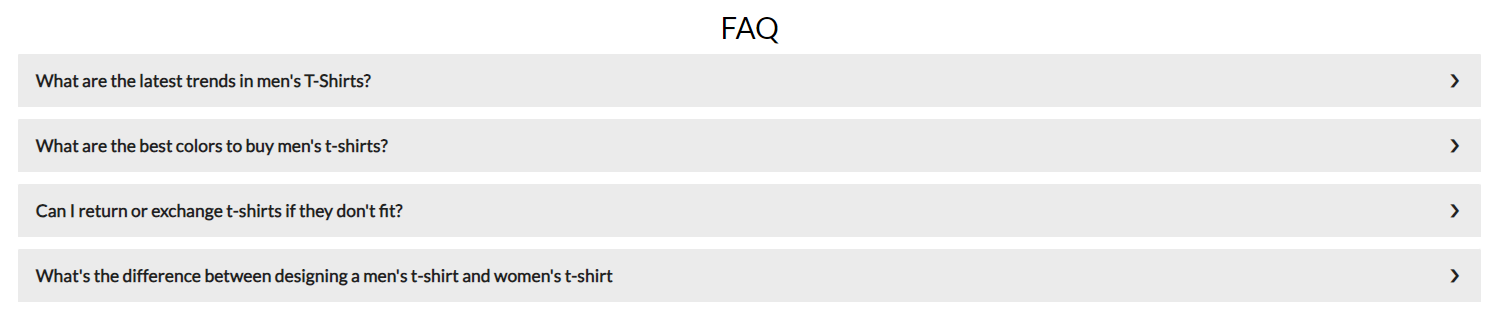 FAQ
What are the latest trends in men's T-Shirts?
What are the best colors to buy men's t-shirts?
Can I return or exchange t-shirts if they don't fit?
What's the difference between designing a men's t-shirt and women's t-shirt